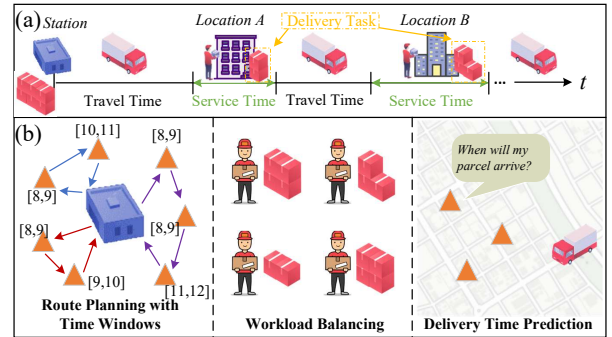 (a)
Station
Location A
Delivery Task
Location B
...
t
Travel Time
Service Time
Travel Time
Service Time
(b)
[10,11]
[8,9]
[8,9]
[8,9]
[8,9]
[9,10]
[11,12]
Route Planning with
Time Windows
Workload Balancing
When will my
parcel arrive?
Delivery Time Prediction